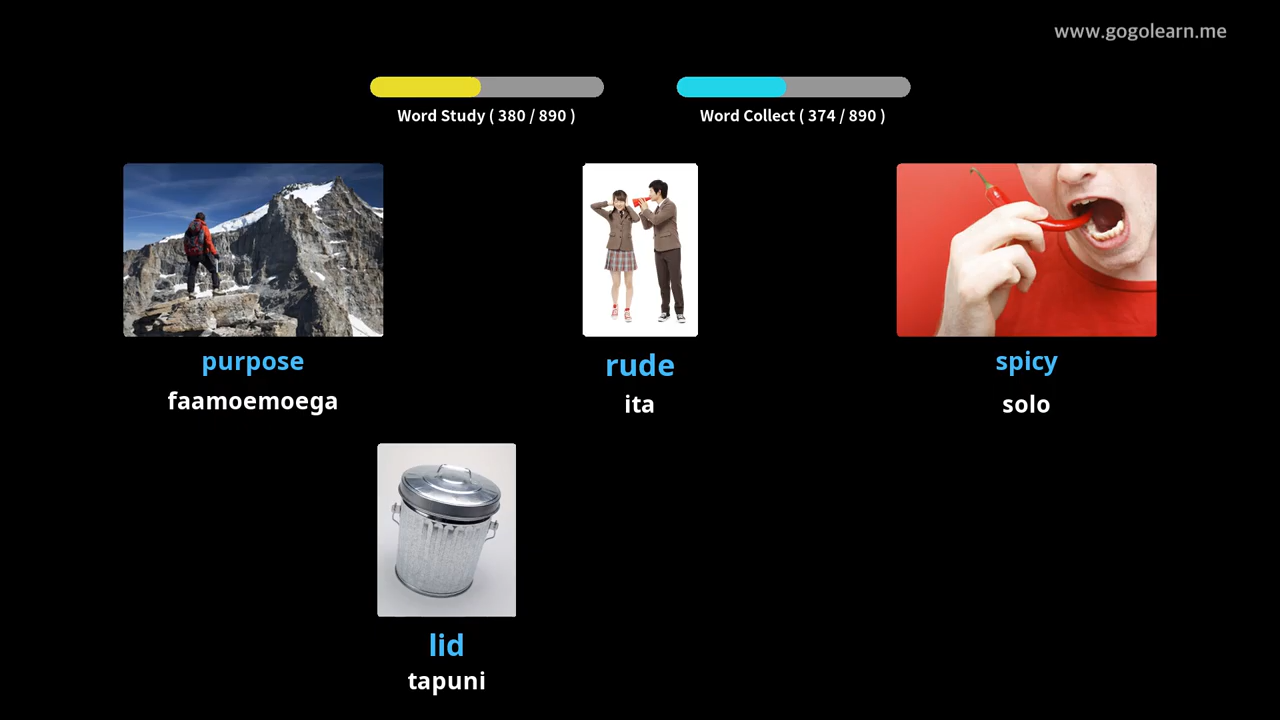 www.gogolearn.me
Word Study ( 380 / 890 )
Word Collect ( 374 / 890 )
purpose
faamoemoega
rude
ita
spicy
solo
lid
tapuni